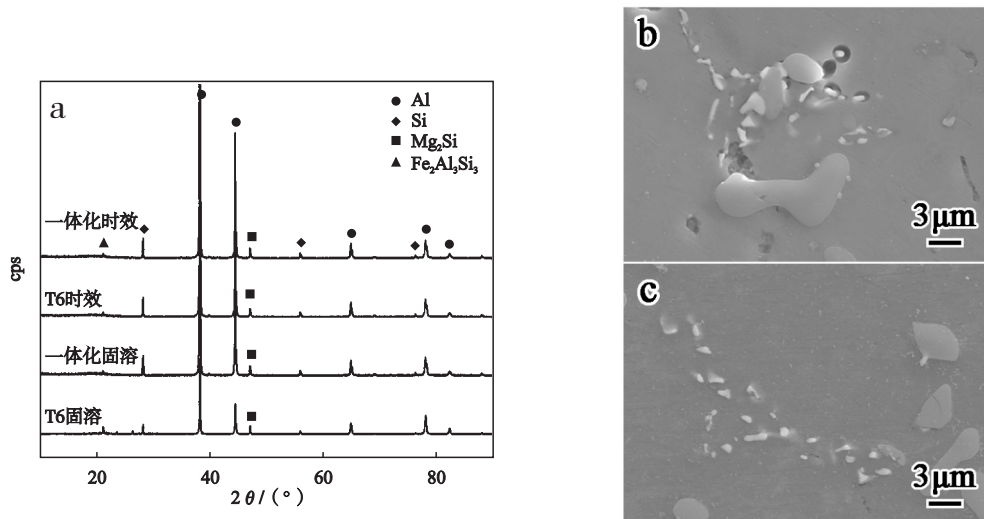 a
Al
Si
Mg₂Si
Fe₂Al₃Si₃
一体化时效
T6时效
一体化固溶
T6固溶
cps
20 40 60 80
2θ/(°)
b
3μm
c
3μm